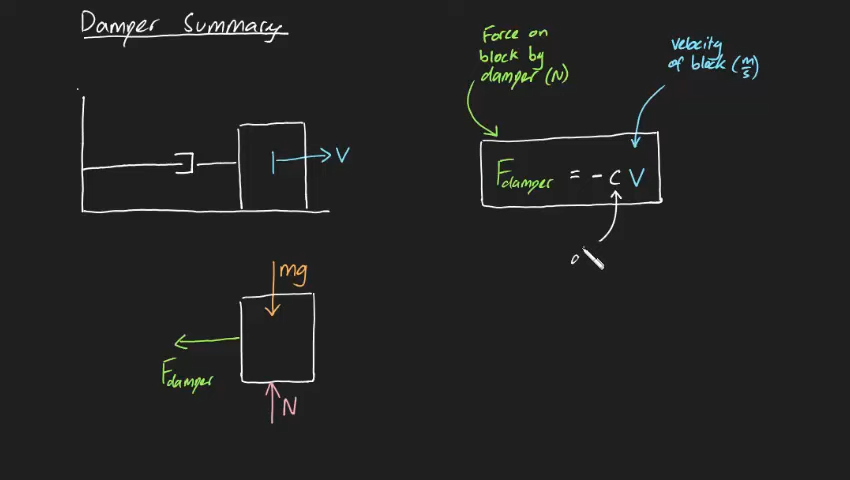 Damper Summary
Force on
block by
damper (N)
velocity
of block (m/s)
V
Fdamper = - c V
mg
Fdamper
N